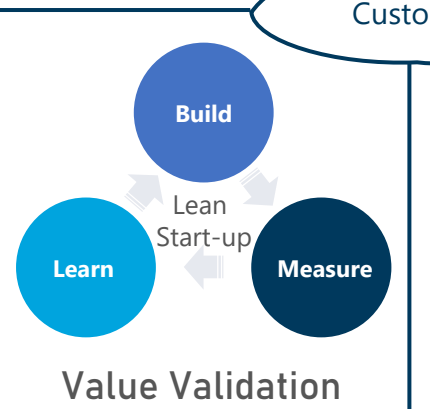 Custo
Build
Lean
Start-up
Learn
Measure
Value Validation